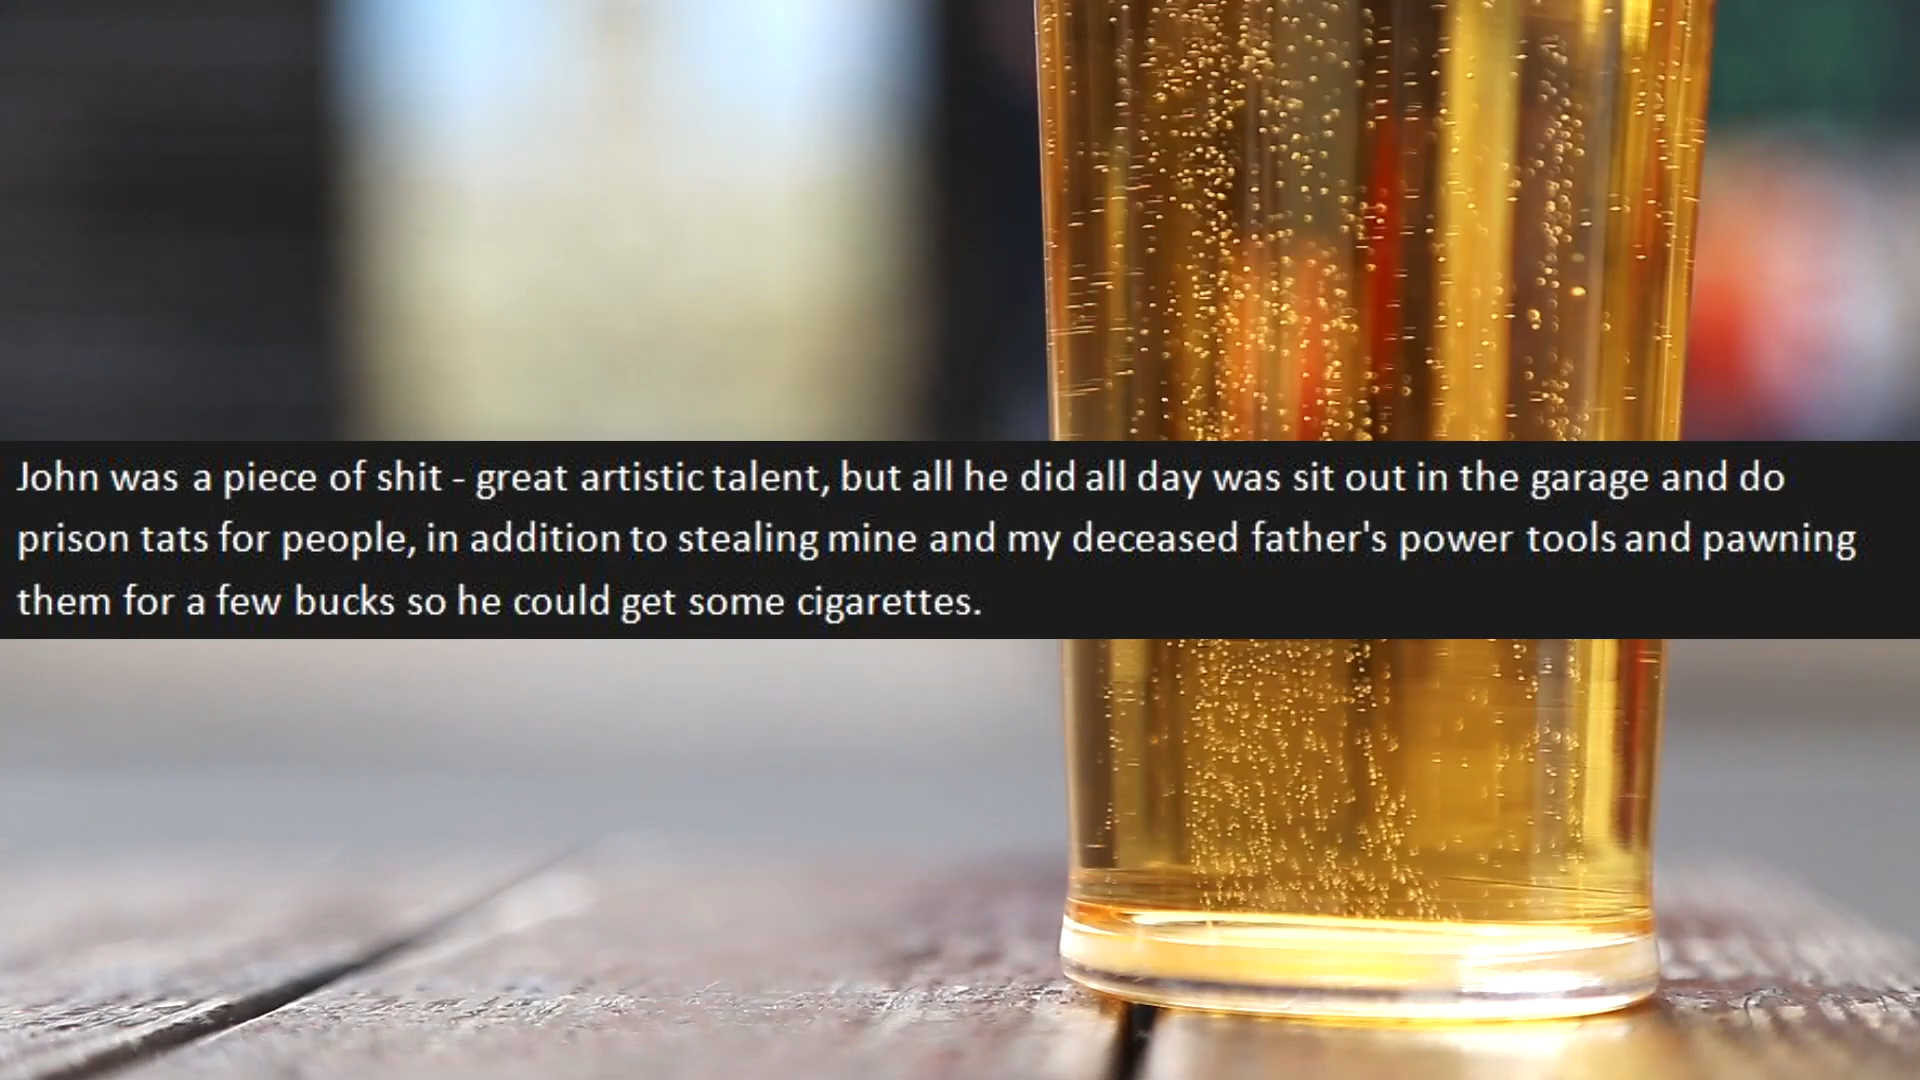 John was a piece of shit - great artistic talent, but all he did all day was sit out in the garage and do
prison tats for people, in addition to stealing mine and my deceased father's power tools and pawning
them for a few bucks so he could get some cigarettes.